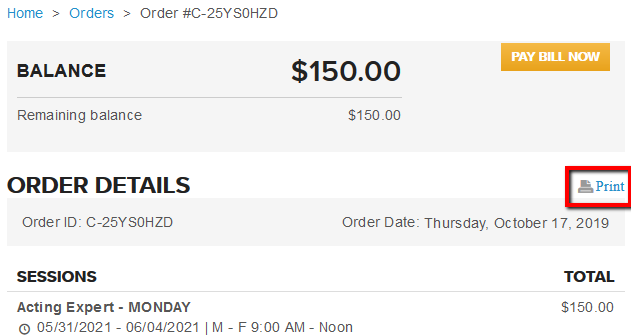 Home > Orders > Order #C-25YS0HZD
BALANCE $150.00 PAY BILL NOW
Remaining balance $150.00
ORDER DETAILS Print
Order ID: C-25YS0HZD Order Date: Thursday, October 17, 2019
SESSIONS TOTAL
Acting Expert - MONDAY $150.00
05/31/2021 - 06/04/2021 | M - F 9:00 AM - Noon